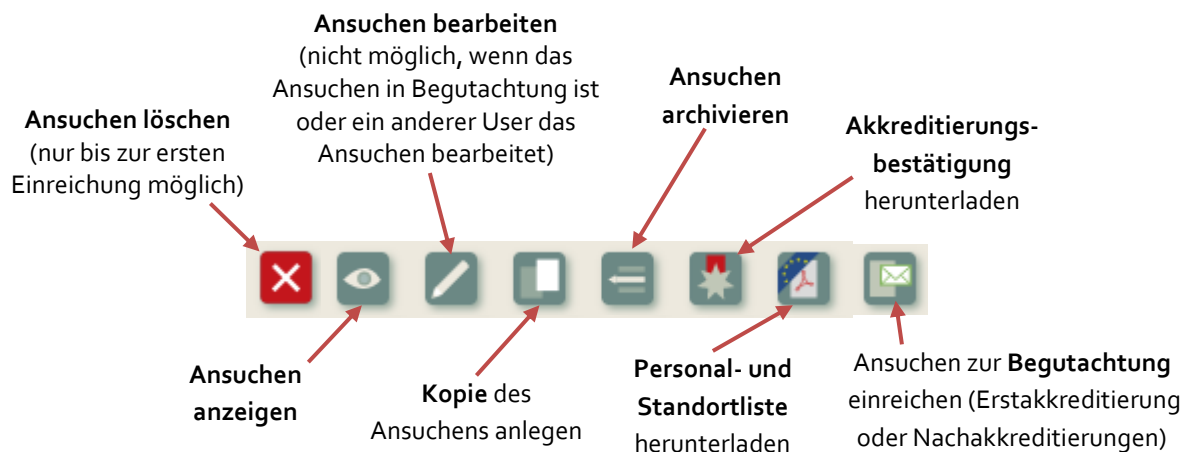 Ansuchen löschen
(nur bis zur ersten
Einreichung möglich)
Ansuchen bearbeiten
(nicht möglich, wenn das
Ansuchen in Begutachtung ist
oder ein anderer User das
Ansuchen bearbeitet)
Ansuchen
archivieren
Akkreditierungs-
bestätigung
herunterladen
Ansuchen
anzeigen
Kopie des
Ansuchens anlegen
Personal- und
Standortliste
herunterladen
Ansuchen zur Begutachtung
einreichen (Erstakkreditierung
oder Nachakkreditierungen)